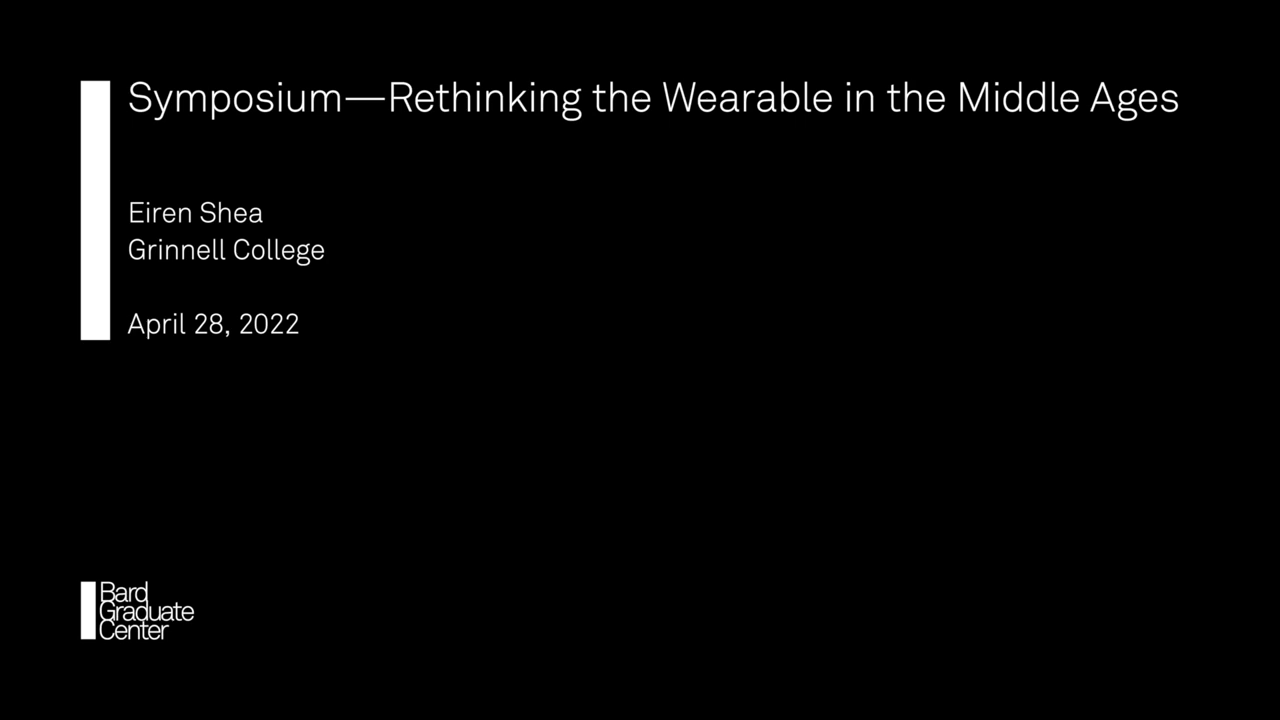 Symposium—Rethinking the Wearable in the Middle Ages
Eiren Shea
Grinnell College
April 28, 2022
Bard
Graduate
Center